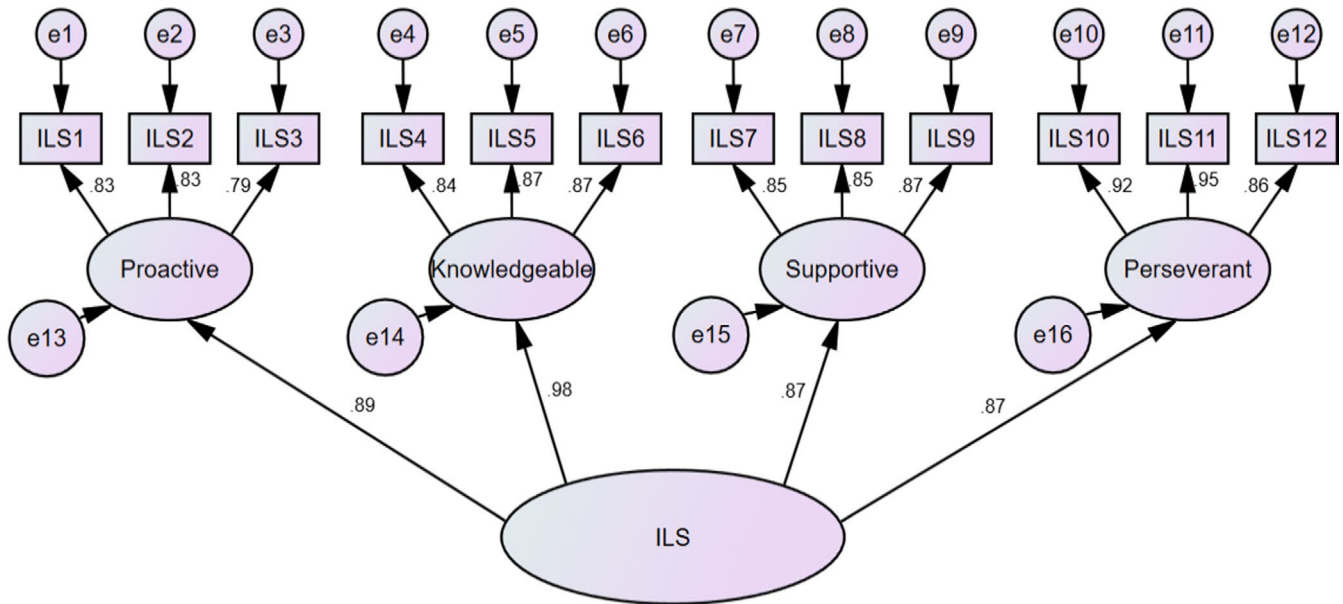 e1 e2 e3 e4 e5 e6 e7 e8 e9 e10 e11 e12
ILS1 ILS2 ILS3 ILS4 ILS5 ILS6 ILS7 ILS8 ILS9 ILS10 ILS11 ILS12
.83 .83 .79 .84 .87 .87 .85 .85 .87 .92 .95 .86
Proactive Knowledgeable Supportive Perseverant
e13 e14 e15 e16
.89 .98 .87 .87
ILS